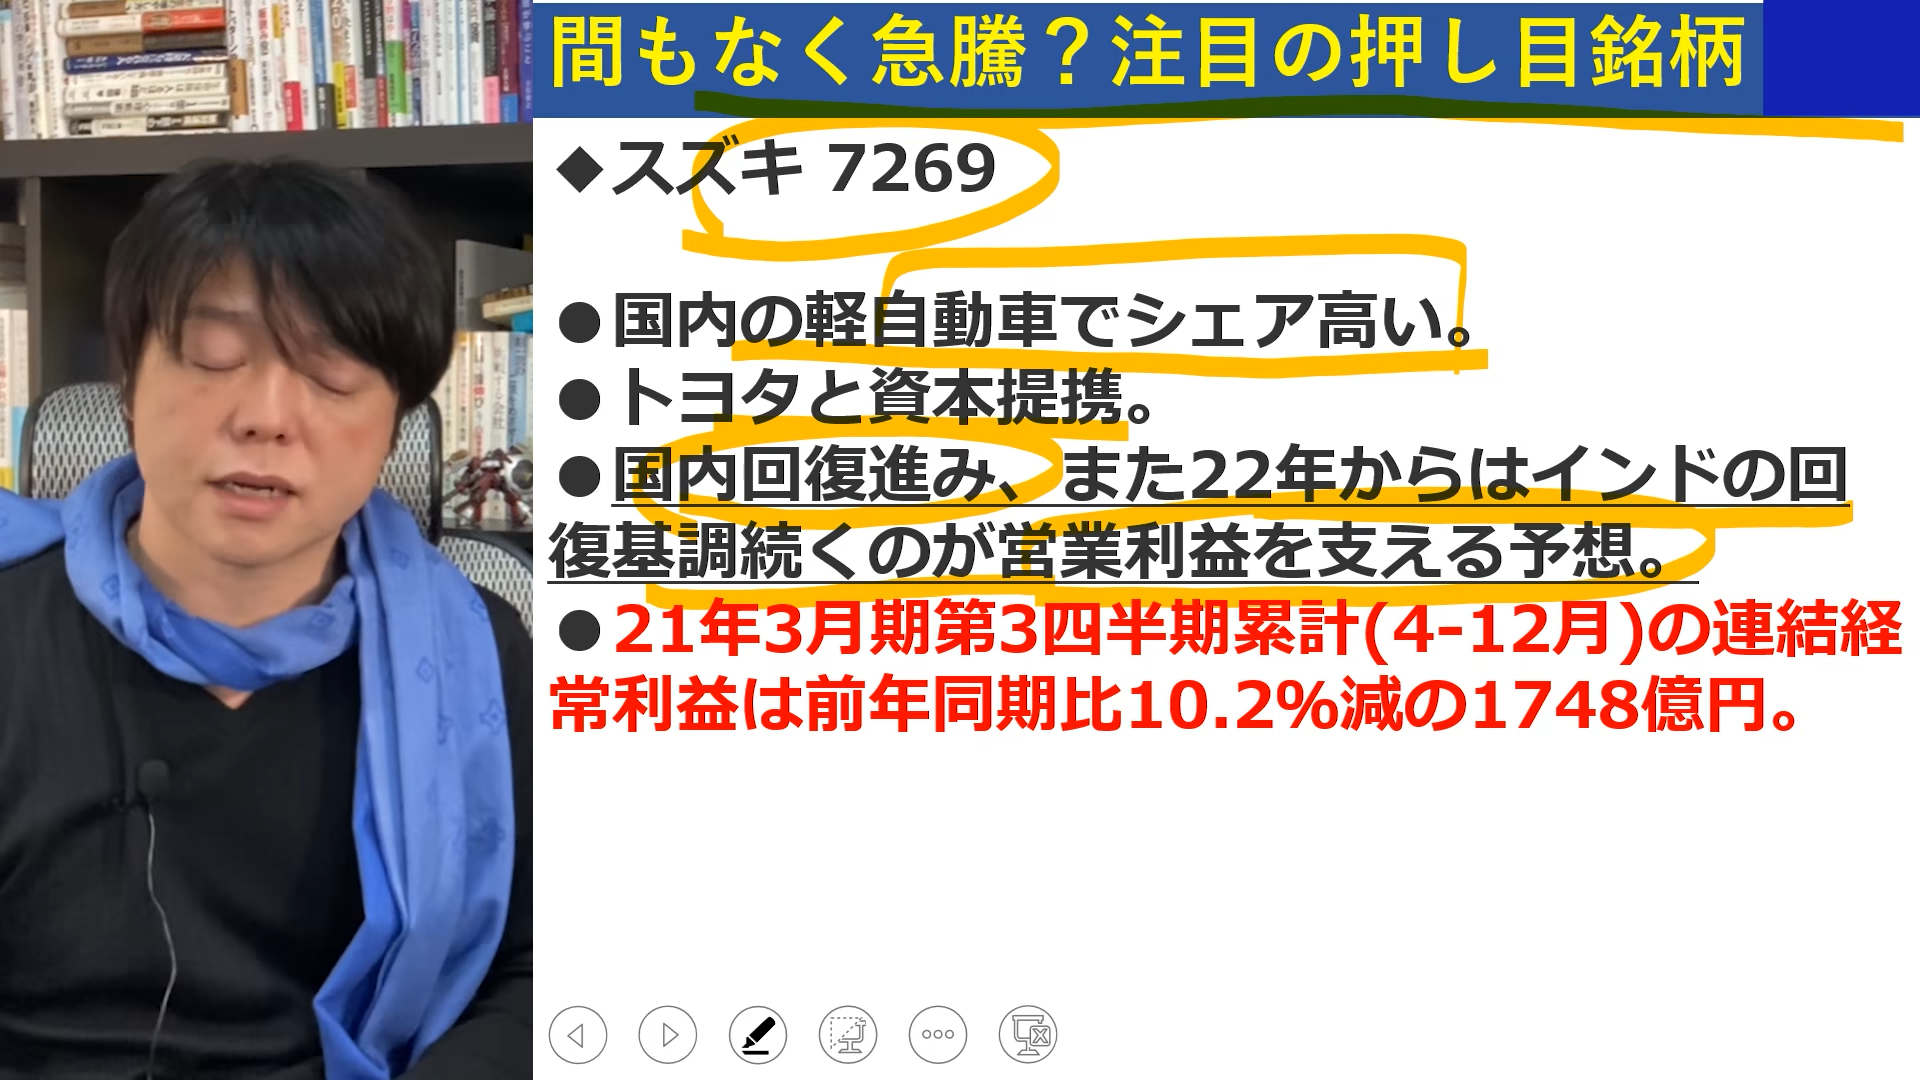 間もなく急騰？注目の押し目銘柄
◆スズキ 7269
●国内の軽自動車でシェア高い。
●トヨタと資本提携。
●国内回復進み、また22年からはインドの回
復基調続くのが営業利益を支える予想。
●21年3月期第3四半期累計(4-12月)の連結経
常利益は前年同期比10.2%減の1748億円。